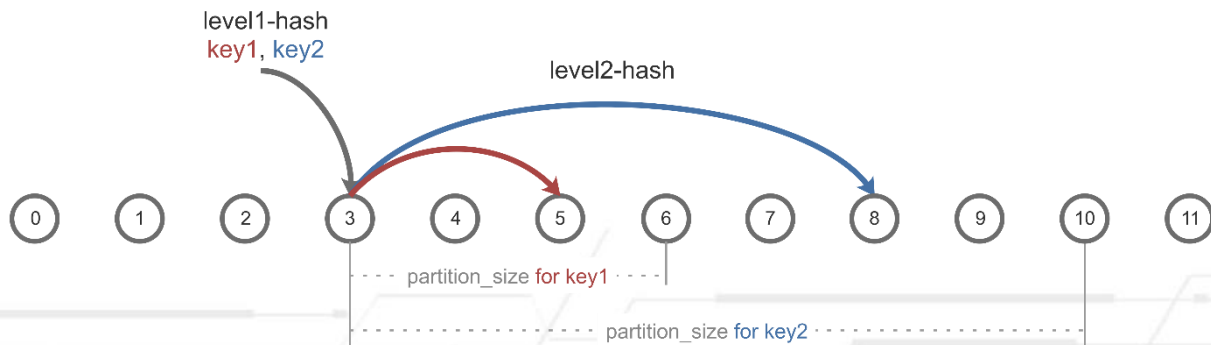 level1-hash
key1, key2
level2-hash
0 1 2 3 4 5 6 7 8 9 10 11
partition_size for key1
partition_size for key2